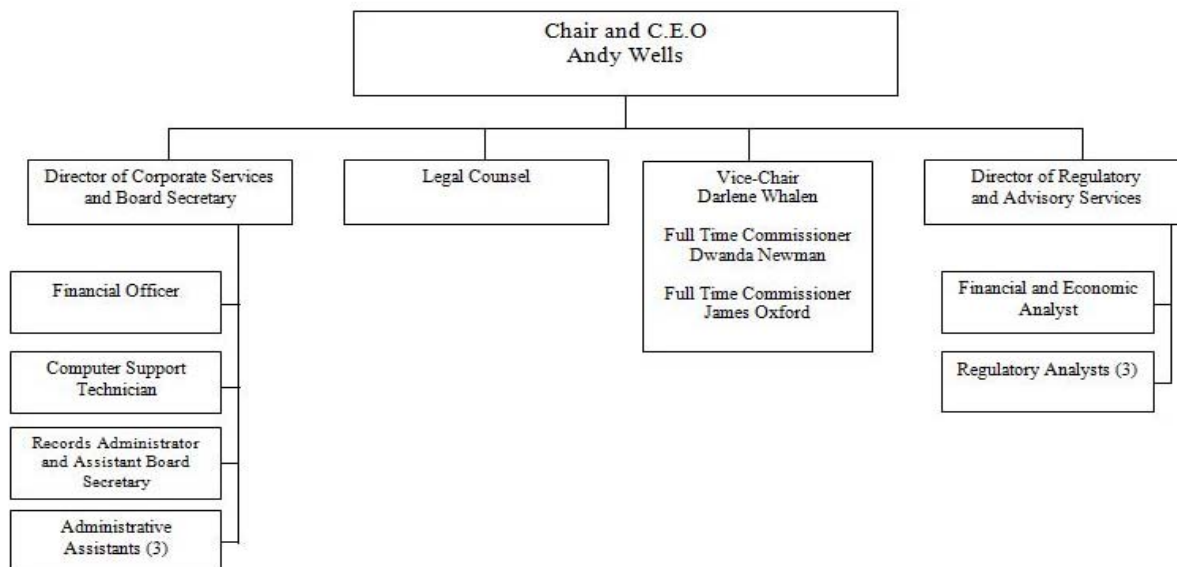 Chair and C.E.O
Andy Wells
Director of Corporate Services
and Board Secretary
Legal Counsel
Vice-Chair
Darlene Whalen
Full Time Commissioner
Dwanda Newman
Full Time Commissioner
James Oxford
Director of Regulatory
and Advisory Services
Financial Officer
Computer Support
Technician
Records Administrator
and Assistant Board
Secretary
Administrative
Assistants (3)
Financial and Economic
Analyst
Regulatory Analysts (3)